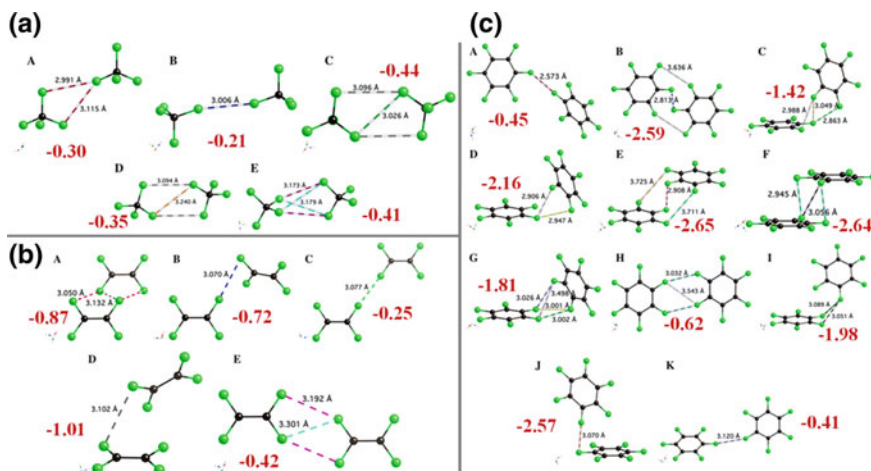 (a)
A
2.991 Å
3.115 Å
-0.30
B
3.006 Å
-0.21
C
-0.44
3.096 Å
3.026 Å
D
3.094 Å
3.240 Å
-0.35
E
3.173 Å
3.179 Å
-0.41
(b)
A
3.050 Å
3.132 Å
-0.87
B
3.070 Å
-0.72
C
3.077 Å
-0.25
D
3.102 Å
-1.01
E
3.192 Å
3.301 Å
-0.42
(c)
A
2.573 Å
-0.45
B
3.636 Å
2.813 Å
-2.59
C
-1.42
2.988 Å
3.049 Å
2.863 Å
D
-2.16
2.906 Å
2.947 Å
E
3.725 Å
2.908 Å
3.711 Å
-2.65
F
2.945 Å
3.056 Å
-2.64
G
-1.81
3.026 Å
3.498 Å
3.001 Å
3.002 Å
H
3.032 Å
3.543 Å
-0.62
I
3.089 Å
3.051 Å
-1.98
J
-2.57
3.070 Å
K
3.120 Å
-0.41